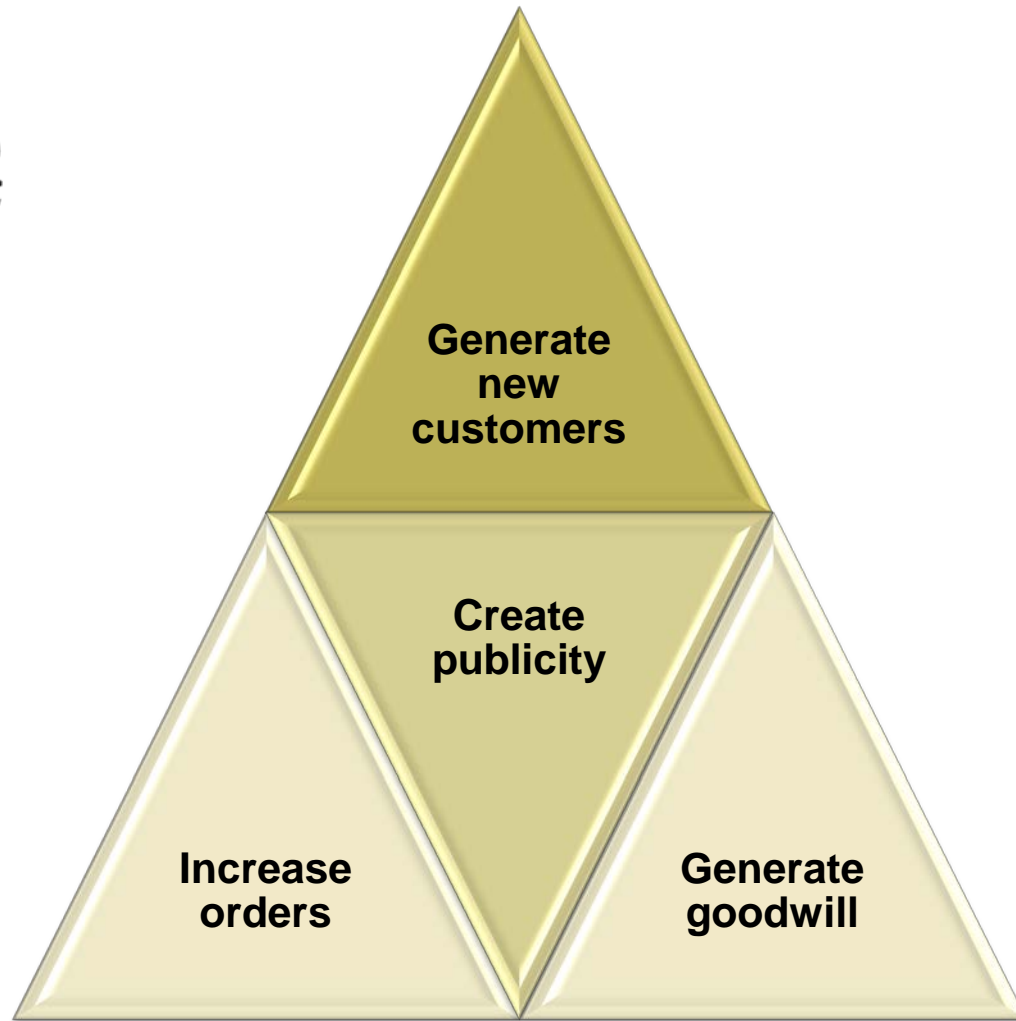 Generate
new
customers
Create
publicity
Increase
orders
Generate
goodwill